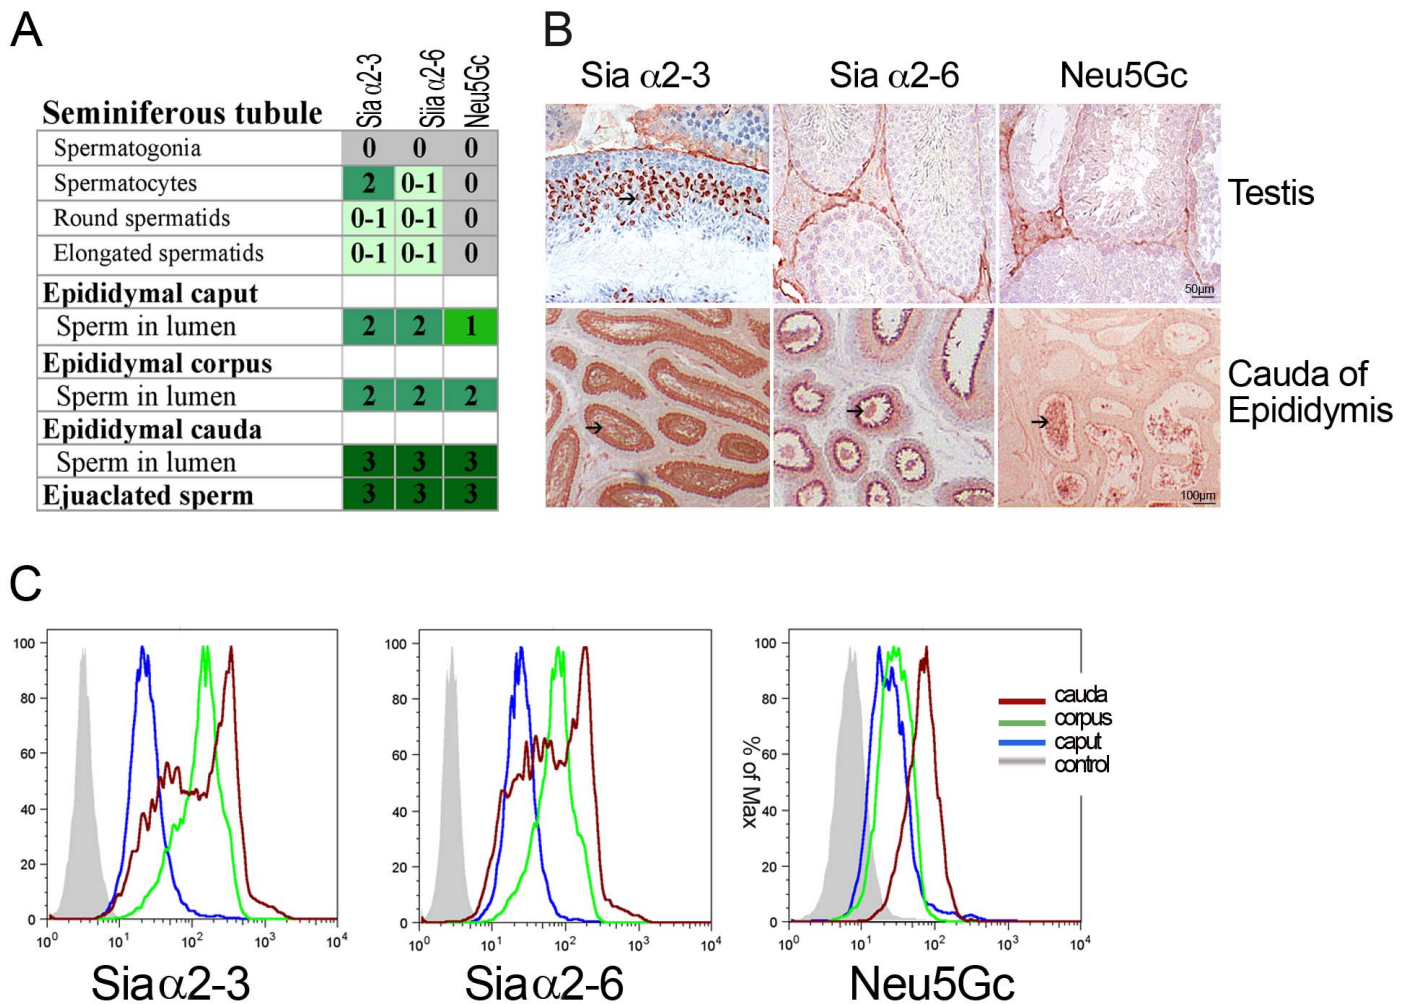 A
Sia α2-3
Siia α2-6
Neu5Gc
Seminiferous tubule
Spermatogonia 0 0 0
Spermatocytes 2 0-1 0
Round spermatids 0-1 0-1 0
Elongated spermatids 0-1 0-1 0
Epididymal caput
Sperm in lumen 2 2 1
Epididymal corpus
Sperm in lumen 2 2 2
Epididymal cauda
Sperm in lumen 3 3 3
Ejuaclated sperm 3 3 3
B
Sia α2-3 Sia α2-6 Neu5Gc
Testis
50µm
Cauda of
Epididymis
100µm
C
100
80
60
40
20
0
10⁰ 10¹ 10² 10³ 10⁴
Sia α2-3
100
80
60
40
20
0
10⁰ 10¹ 10² 10³ 10⁴
Sia α2-6
100
80
60
40
20
0
% of Max
10⁰ 10¹ 10² 10³ 10⁴
Neu5Gc
cauda
corpus
caput
control